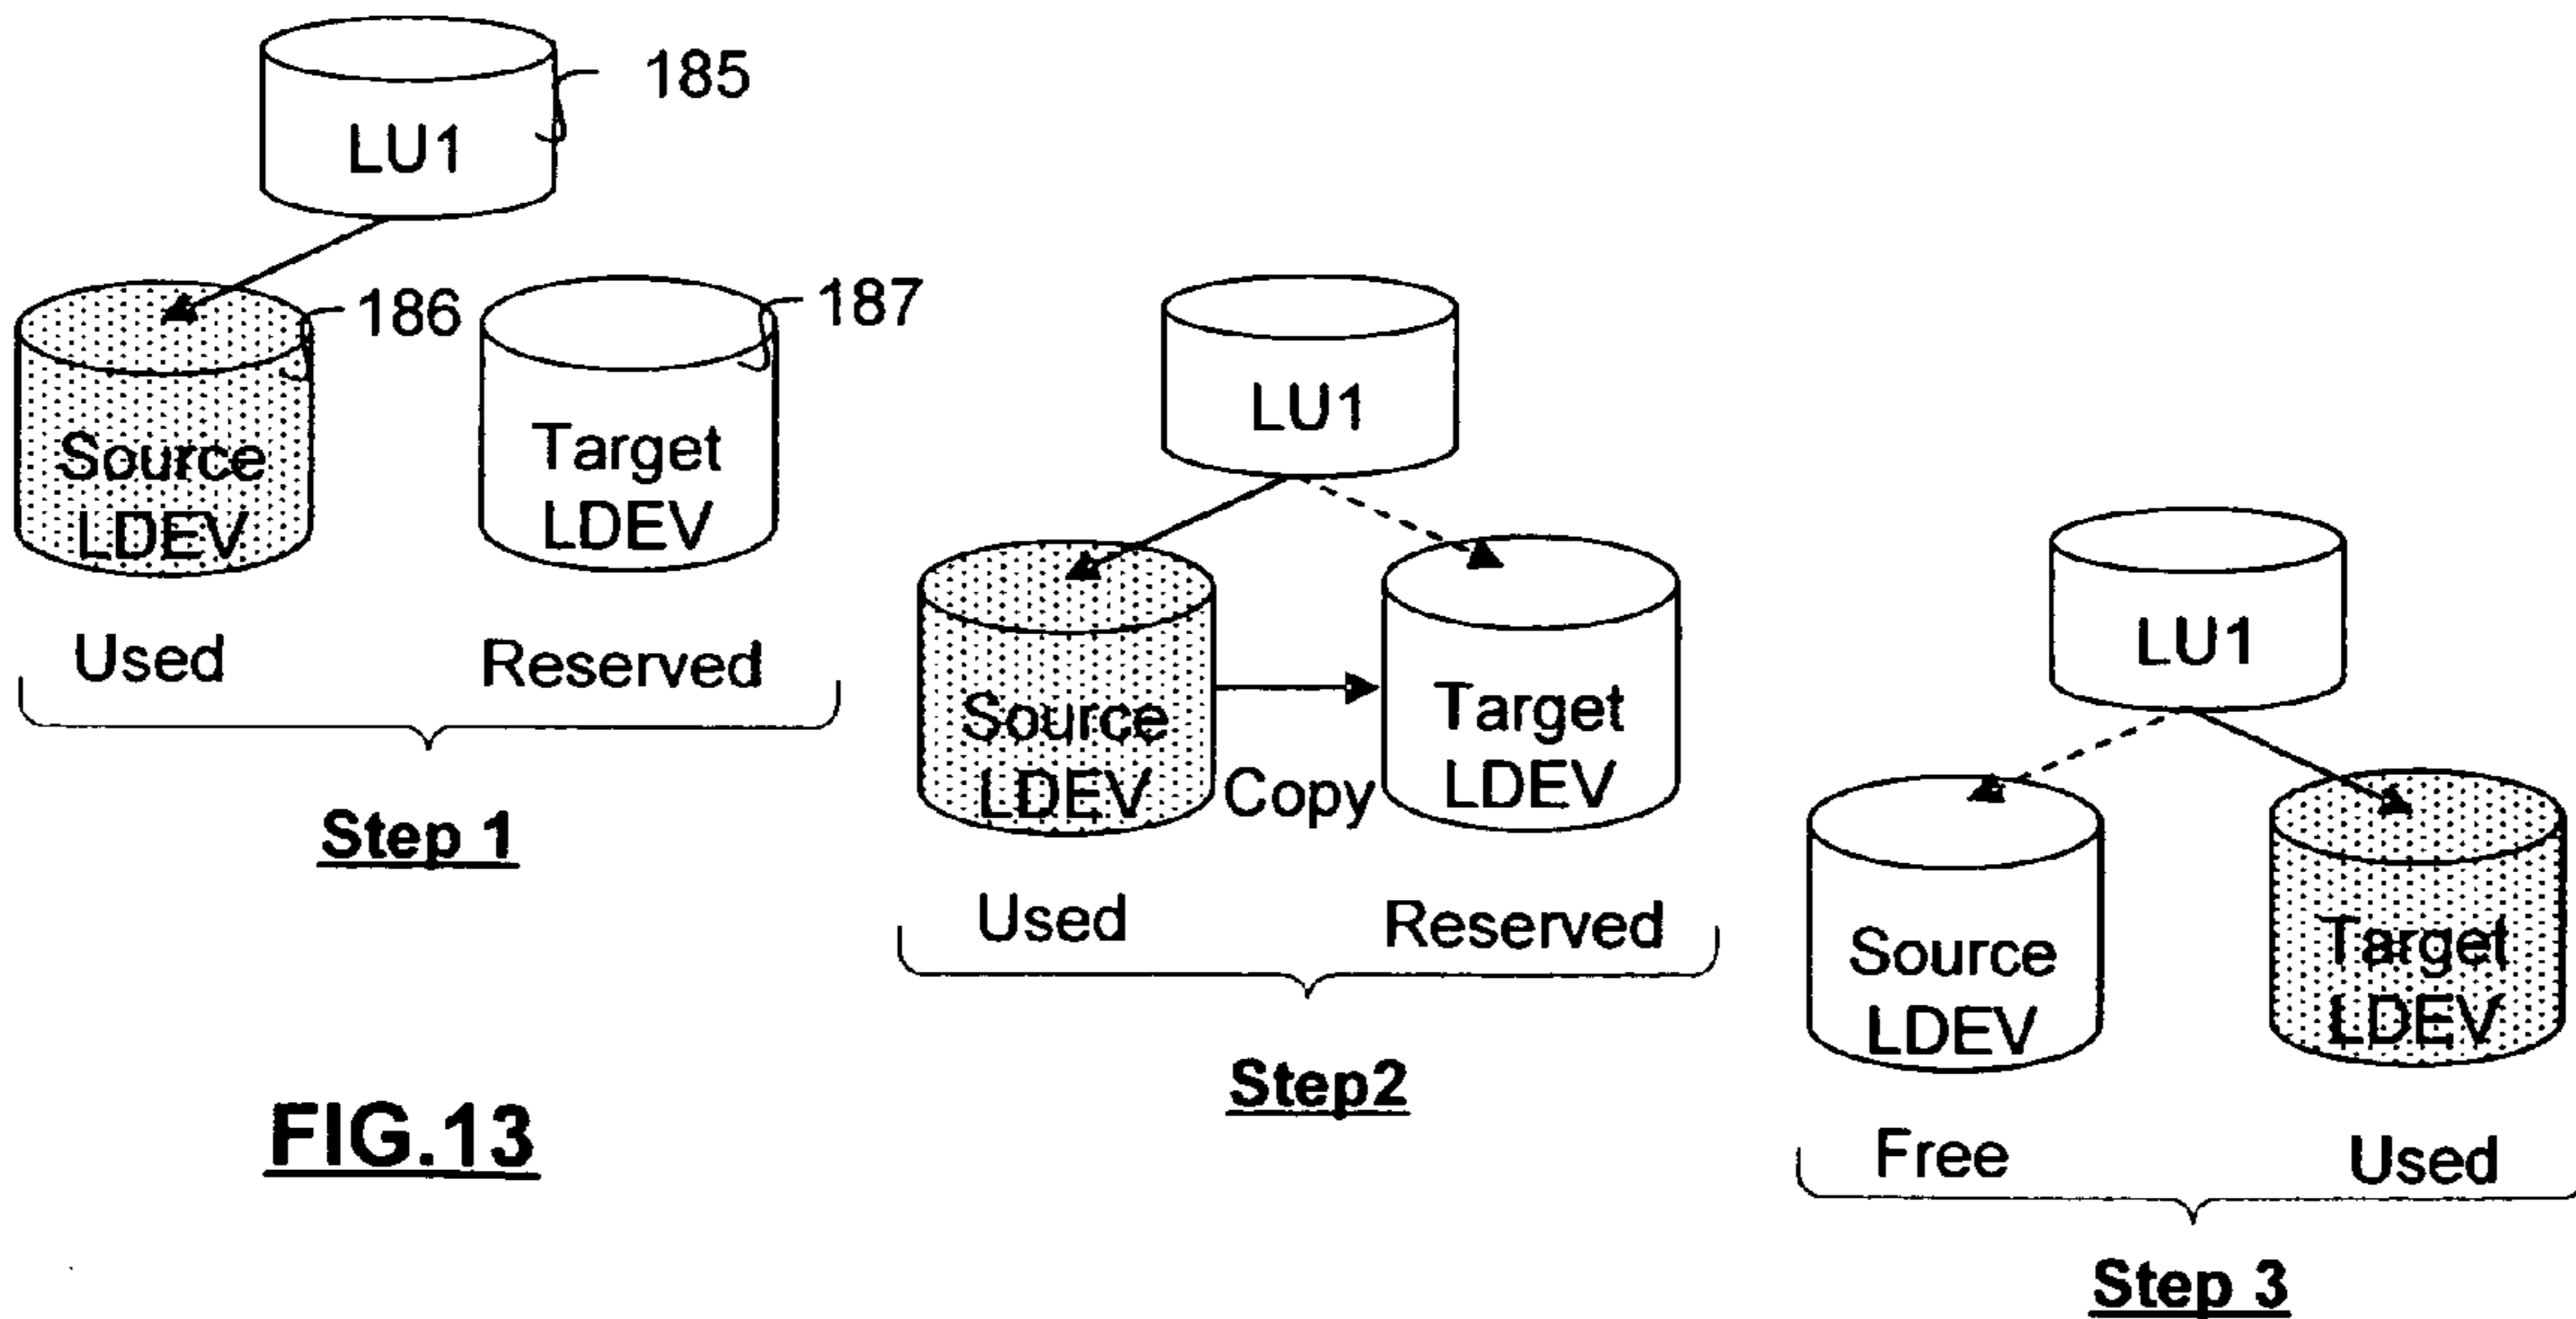 185
LU1
186
187
Source
LDEV
Target
LDEV
Used
Reserved
Step 1
LU1
Source
LDEV
Copy
Target
LDEV
Used
Reserved
Step2
LU1
Source
LDEV
Target
LDEV
Free
Used
Step 3
FIG.13